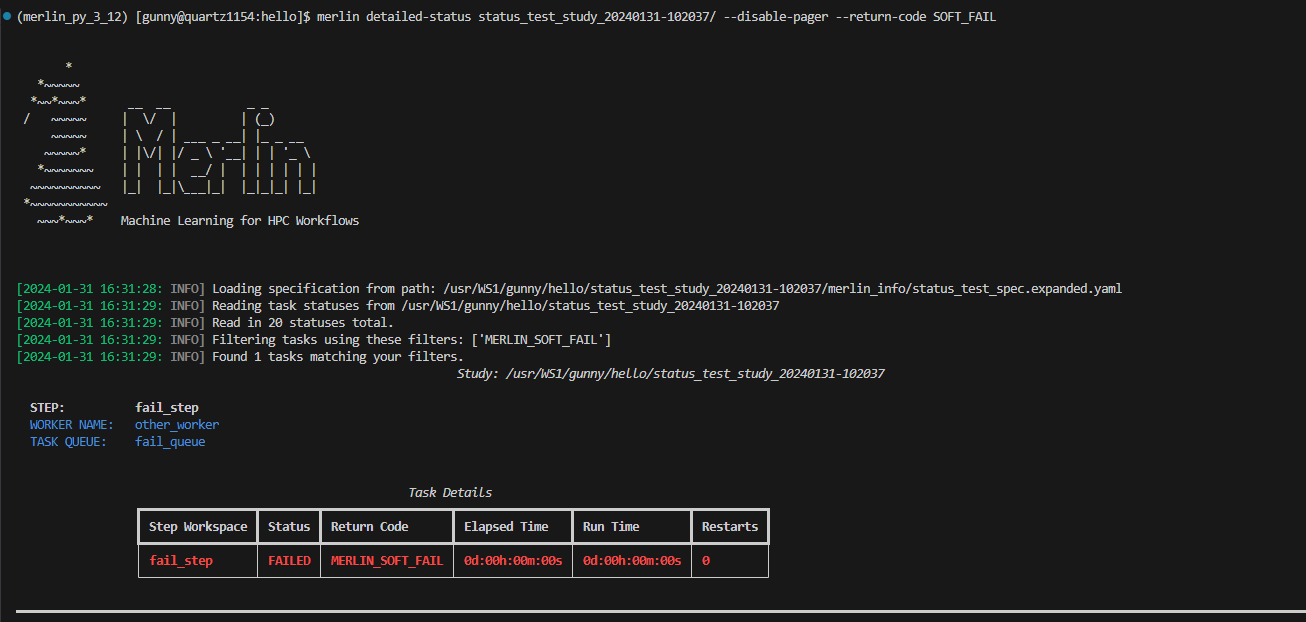 (merlin_py_3_12) [gunny@quartz1154:hello]$ merlin detailed-status status_test_study_20240131-102037/ --disable-pager --return-code SOFT_FAIL
Merlin
Machine Learning for HPC Workflows
[2024-01-31 16:31:28: INFO] Loading specification from path: /usr/WS1/gunny/hello/status_test_study_20240131-102037/merlin_info/status_test_spec.expanded.yaml
[2024-01-31 16:31:29: INFO] Reading task statuses from /usr/WS1/gunny/hello/status_test_study_20240131-102037
[2024-01-31 16:31:29: INFO] Read in 20 statuses total.
[2024-01-31 16:31:29: INFO] Filtering tasks using these filters: ['MERLIN_SOFT_FAIL']
[2024-01-31 16:31:29: INFO] Found 1 tasks matching your filters.
Study: /usr/WS1/gunny/hello/status_test_study_20240131-102037
STEP: fail_step
WORKER NAME: other_worker
TASK QUEUE: fail_queue
Task Details
Step Workspace Status Return Code Elapsed Time Run Time Restarts
fail_step FAILED MERLIN_SOFT_FAIL 0d:00h:00m:00s 0d:00h:00m:00s 0